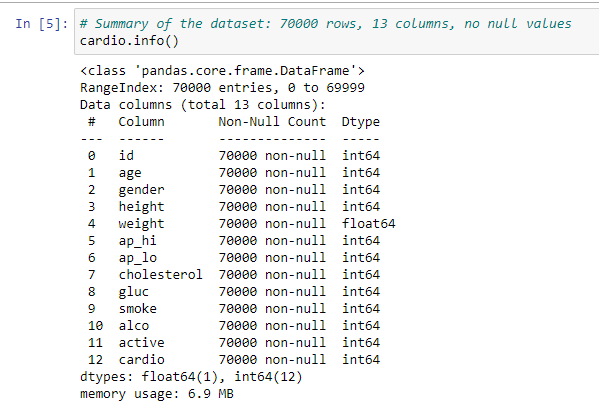 In [5]: # Summary of the dataset: 70000 rows, 13 columns, no null values
cardio.info()
<class 'pandas.core.frame.DataFrame'>
RangeIndex: 70000 entries, 0 to 69999
Data columns (total 13 columns):
 #   Column       Non-Null Count  Dtype
---  ------       --------------  -----
 0   id           70000 non-null  int64
 1   age          70000 non-null  int64
 2   gender       70000 non-null  int64
 3   height       70000 non-null  int64
 4   weight       70000 non-null  float64
 5   ap_hi        70000 non-null  int64
 6   ap_lo        70000 non-null  int64
 7   cholesterol  70000 non-null  int64
 8   gluc         70000 non-null  int64
 9   smoke        70000 non-null  int64
 10  alco         70000 non-null  int64
 11  active       70000 non-null  int64
 12  cardio       70000 non-null  int64
dtypes: float64(1), int64(12)
memory usage: 6.9 MB